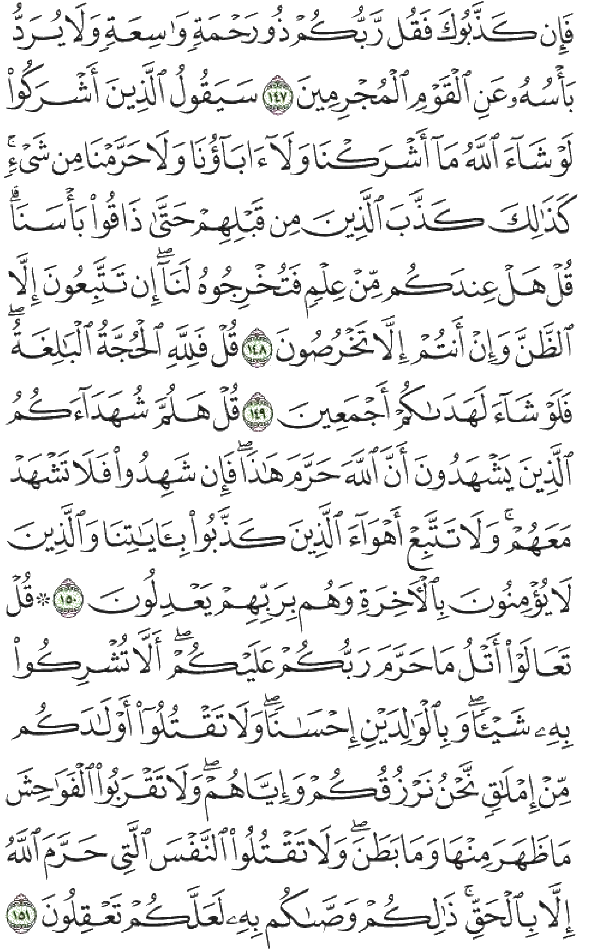 فَإِن كَذَّبُوكَ فَقُل رَّبُّكُمْ ذُو رَحْمَةٍ وَٰسِعَةٍ وَلَا يُرَدُّ
بَأْسُهُۥ عَنِ ٱلْقَوْمِ ٱلْمُجْرِمِينَ ١٤٧ سَيَقُولُ ٱلَّذِينَ أَشْرَكُوا۟
لَوْ شَآءَ ٱللَّهُ مَآ أَشْرَكْنَا وَلَآ ءَابَآؤُنَا وَلَا حَرَّمْنَا مِن شَىْءٍۚ
كَذَٰلِكَ كَذَّبَ ٱلَّذِينَ مِن قَبْلِهِمْ حَتَّىٰ ذَاقُوا۟ بَأْسَنَاۗ
قُلْ هَلْ عِندَكُم مِّنْ عِلْمٍ فَتُخْرِجُوهُ لَنَآۖ إِن تَتَّبِعُونَ إِلَّا
ٱلظَّنَّ وَإِنْ أَنتُمْ إِلَّا تَخْرُصُونَ ١٤٨ قُلْ فَلِلَّهِ ٱلْحُجَّةُ ٱلْبَٰلِغَةُۖ
فَلَوْ شَآءَ لَهَدَىٰكُمْ أَجْمَعِينَ ١٤٩ قُلْ هَلُمَّ شُهَدَآءَكُمُ
ٱلَّذِينَ يَشْهَدُونَ أَنَّ ٱللَّهَ حَرَّمَ هَٰذَاۖ فَإِن شَهِدُوا۟ فَلَا تَشْهَدْ
مَعَهُمْۚ وَلَا تَتَّبِعْ أَهْوَآءَ ٱلَّذِينَ كَذَّبُوا۟ بِـَٔايَٰتِنَا وَٱلَّذِينَ
لَا يُؤْمِنُونَ بِٱلْءَاخِرَةِ وَهُم بِرَبِّهِمْ يَعْدِلُونَ ١٥٠ ۞ قُلْ
تَعَالَوْا۟ أَتْلُ مَا حَرَّمَ رَبُّكُمْ عَلَيْكُمْۖ أَلَّا تُشْرِكُوا۟
بِهِۦ شَيْـًٔاۖ وَبِٱلْوَٰلِدَيْنِ إِحْسَٰنًاۖ وَلَا تَقْتُلُوٓا۟ أَوْلَٰدَكُم
مِّنْ إِمْلَٰقٍۖ نَّحْنُ نَرْزُقُكُمْ وَإِيَّاهُمْۖ وَلَا تَقْرَبُوا۟ ٱلْفَوَٰحِشَ
مَا ظَهَرَ مِنْهَا وَمَا بَطَنَۖ وَلَا تَقْتُلُوا۟ ٱلنَّفْسَ ٱلَّتِى حَرَّمَ ٱللَّهُ
إِلَّا بِٱلْحَقِّۚ ذَٰلِكُمْ وَصَّىٰكُم بِهِۦ لَعَلَّكُمْ تَعْقِلُونَ ١٥١